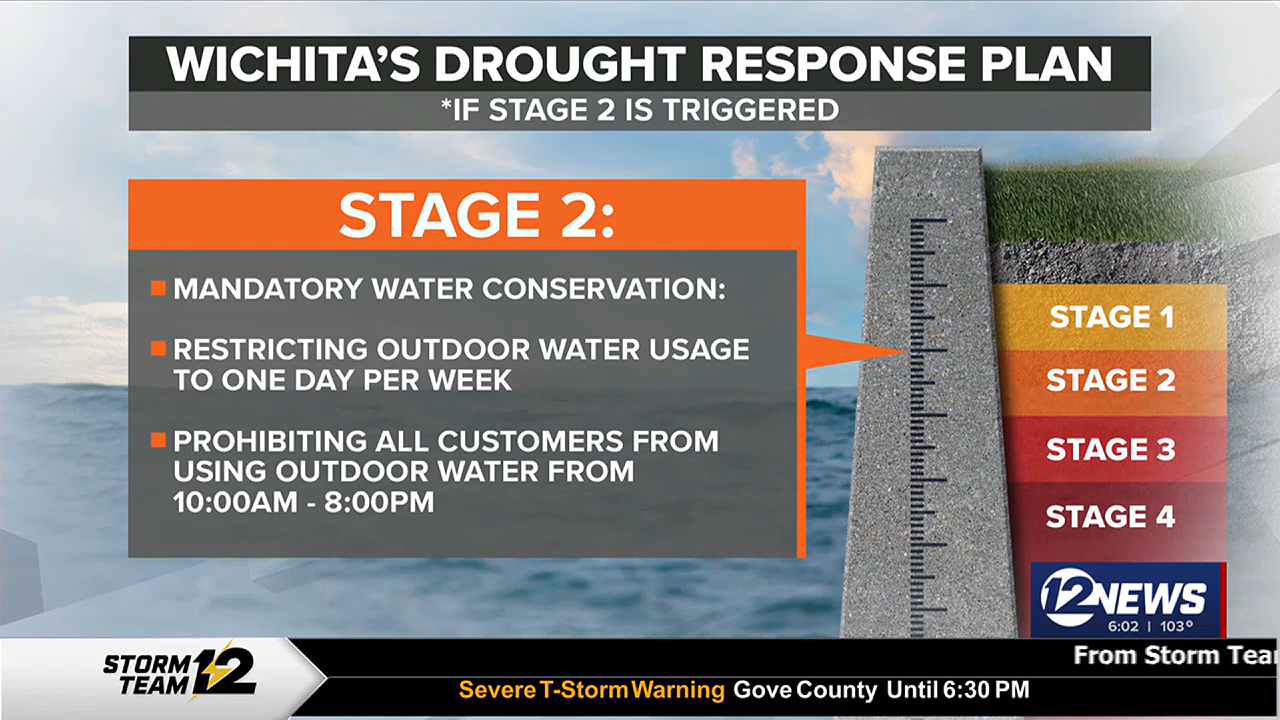 WICHITA'S DROUGHT RESPONSE PLAN
*IF STAGE 2 IS TRIGGERED
STAGE 2:
MANDATORY WATER CONSERVATION:
RESTRICTING OUTDOOR WATER USAGE
TO ONE DAY PER WEEK
PROHIBITING ALL CUSTOMERS FROM
USING OUTDOOR WATER FROM
10:00AM - 8:00PM
STAGE 1
STAGE 2
STAGE 3
STAGE 4
12NEWS
6:02 | 103°
STORM
TEAM 12
From Storm Tea
Severe T-Storm Warning Gove County Until 6:30 PM